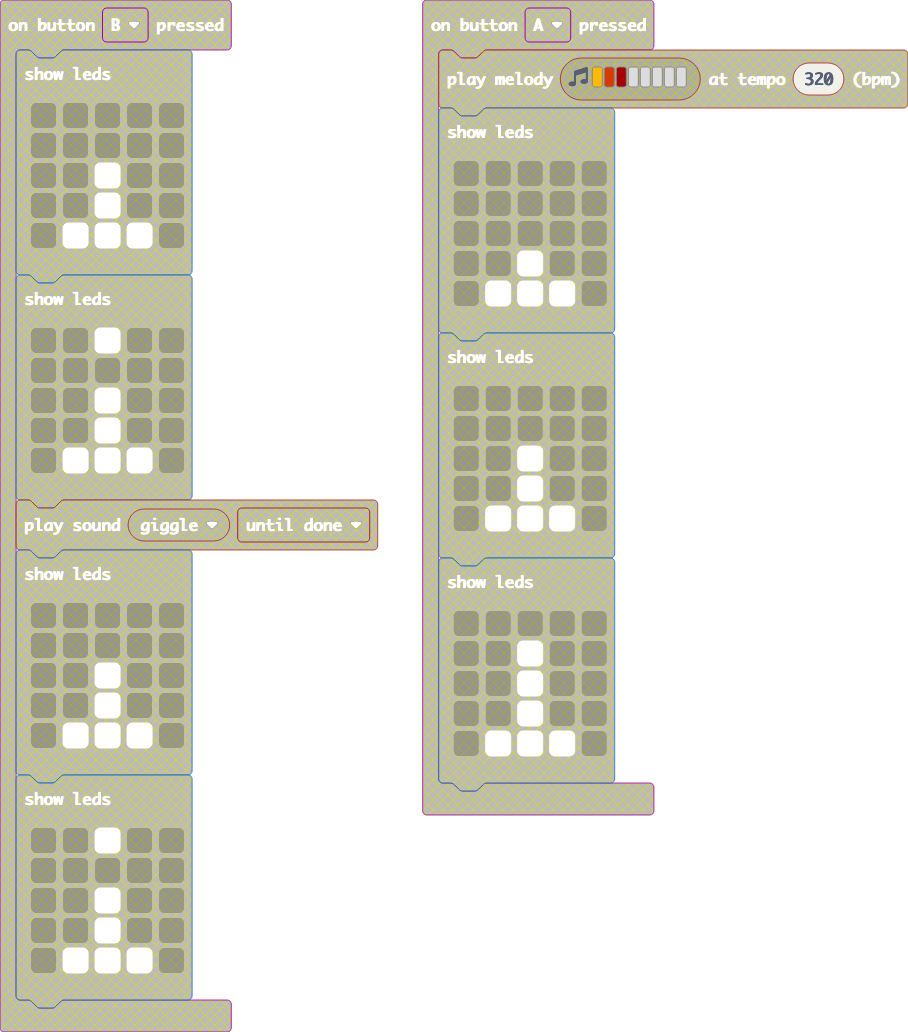 on button B pressed
show leds
show leds
play sound giggle until done
show leds
show leds
on button A pressed
play melody at tempo 320 (bpm)
show leds
show leds
show leds